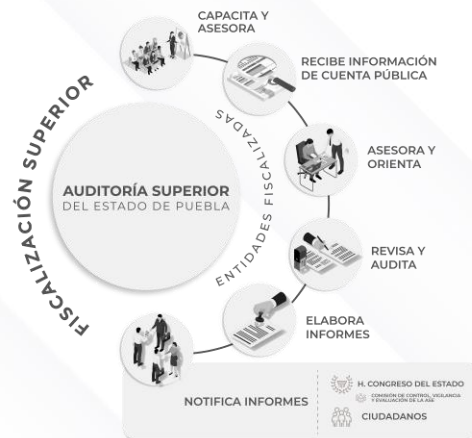 CAPACITA Y
ASESORA
RECIBE INFORMACIÓN
DE CUENTA PÚBLICA
ASESORA Y
ORIENTA
REVISA Y
AUDITA
ELABORA
INFORMES
NOTIFICA INFORMES
FISCALIZACIÓN SUPERIOR
AUDITORÍA SUPERIOR
DEL ESTADO DE PUEBLA
ENTIDADES FISCALIZADAS
H. CONGRESO DEL ESTADO
COMISIÓN DE CONTROL, VIGILANCIA
Y EVALUACIÓN DE LA ASE
CIUDADANOS